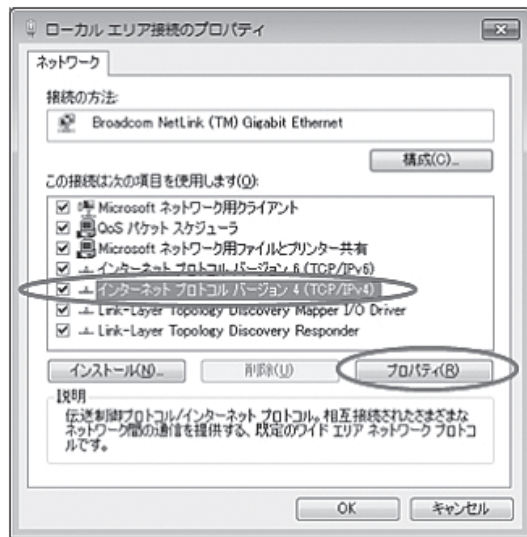 ローカル エリア接続のプロパティ
ネットワーク
接続の方法:
Broadcom NetLink (TM) Gigabit Ethernet
構成(C)...
この接続は次の項目を使用します(O):
Microsoft ネットワーク用クライアント
QoS パケット スケジューラ
Microsoft ネットワーク用ファイルとプリンター共有
インターネット プロトコル バージョン 6 (TCP/IPv6)
インターネット プロトコル バージョン 4 (TCP/IPv4)
Link-Layer Topology Discovery Mapper I/O Driver
Link-Layer Topology Discovery Responder
インストール(N)...
削除(U)
プロパティ(R)
説明
伝送制御プロトコル/インターネット プロトコル。相互接続されたさまざまな
ネットワーク間の通信を提供する、既定のワイド エリア ネットワーク プロトコ
ルです。
OK
キャンセル